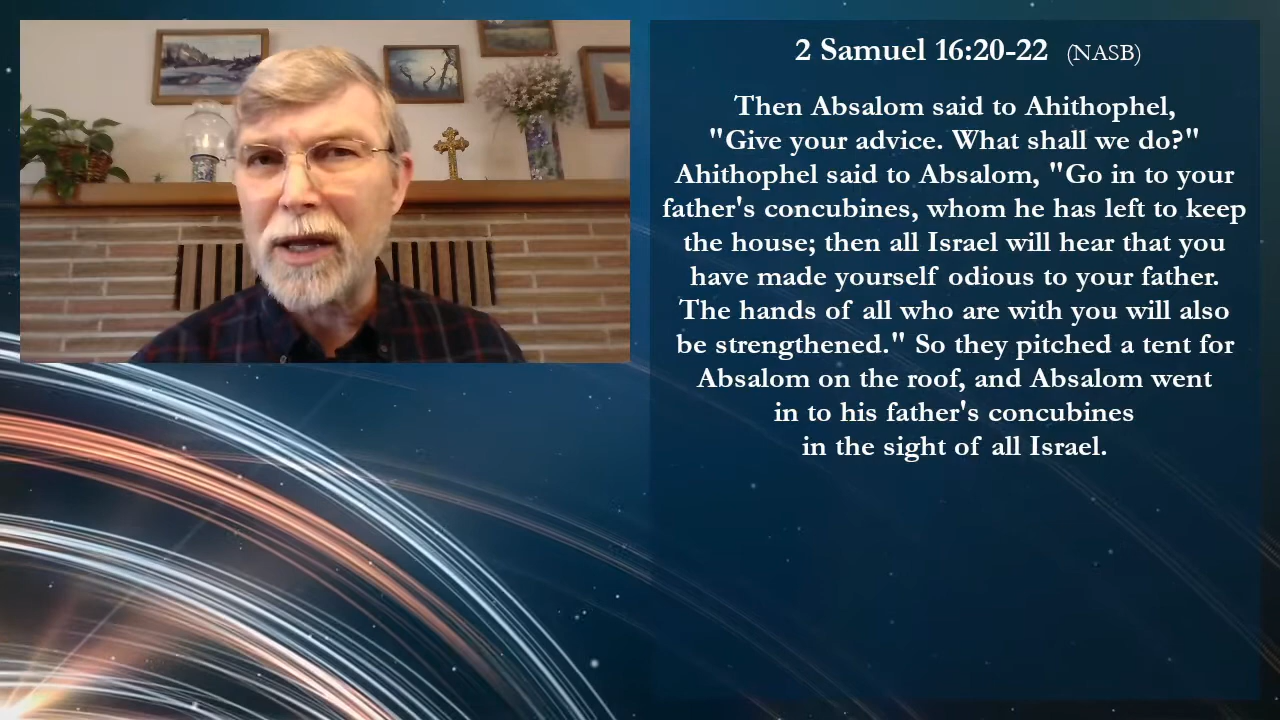 2 Samuel 16:20-22 (NASB)
Then Absalom said to Ahithophel,
"Give your advice. What shall we do?"
Ahithophel said to Absalom, "Go in to your
father's concubines, whom he has left to keep
the house; then all Israel will hear that you
have made yourself odious to your father.
The hands of all who are with you will also
be strengthened." So they pitched a tent for
Absalom on the roof, and Absalom went
in to his father's concubines
in the sight of all Israel.